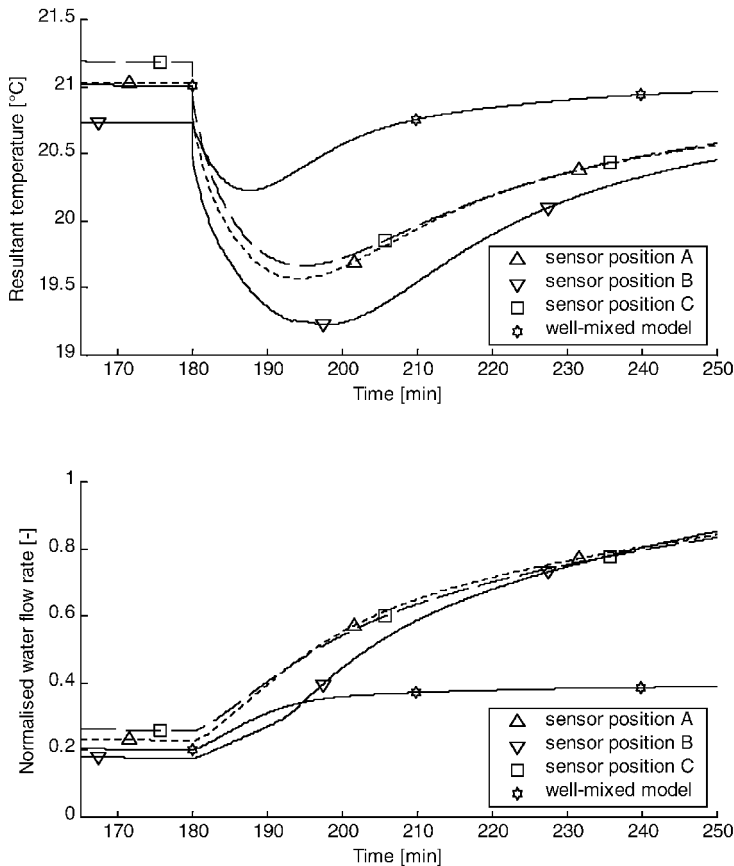 21.5
21
20.5
20
19.5
19
Resultant temperature [°C]
sensor position A
sensor position B
sensor position C
well-mixed model
170 180 190 200 210 220 230 240 250
Time [min]
1
0.8
0.6
0.4
0.2
0
Normalised water flow rate [-]
sensor position A
sensor position B
sensor position C
well-mixed model
170 180 190 200 210 220 230 240 250
Time [min]